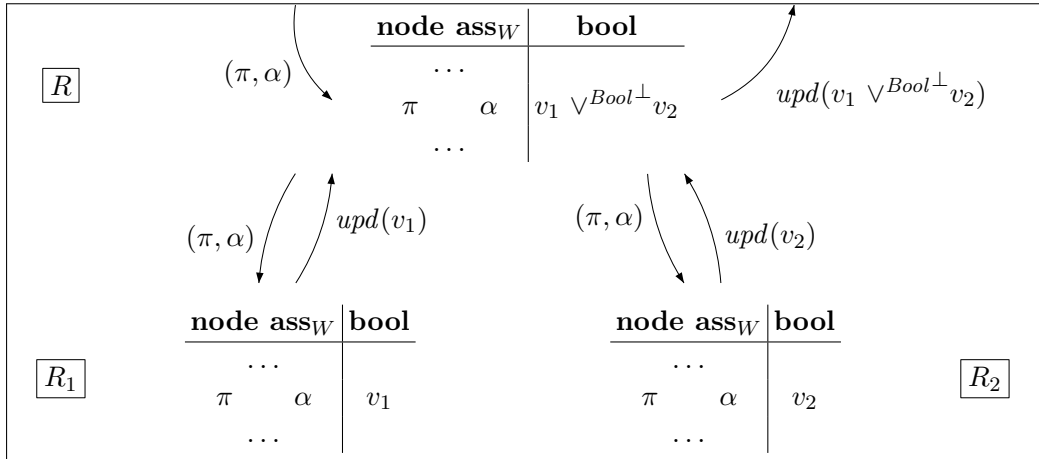 node ass_W bool
R
(π, α)
...
π α v_1 ∨^{Bool⊥} v_2
upd(v_1 ∨^{Bool⊥} v_2)
...
(π, α) upd(v_1) (π, α) upd(v_2)
node ass_W bool node ass_W bool
... ...
R_1 π α v_1 π α v_2 R_2
... ...